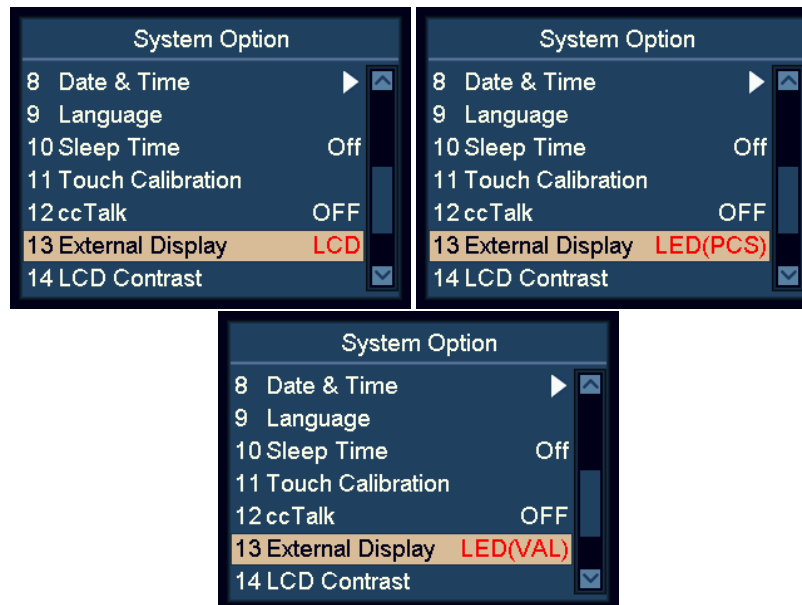 System Option
8 Date & Time
9 Language
10 Sleep Time Off
11 Touch Calibration
12 ccTalk OFF
13 External Display LCD
14 LCD Contrast
System Option
8 Date & Time
9 Language
10 Sleep Time Off
11 Touch Calibration
12 ccTalk OFF
13 External Display LED(PCS)
14 LCD Contrast
System Option
8 Date & Time
9 Language
10 Sleep Time Off
11 Touch Calibration
12 ccTalk OFF
13 External Display LED(VAL)
14 LCD Contrast